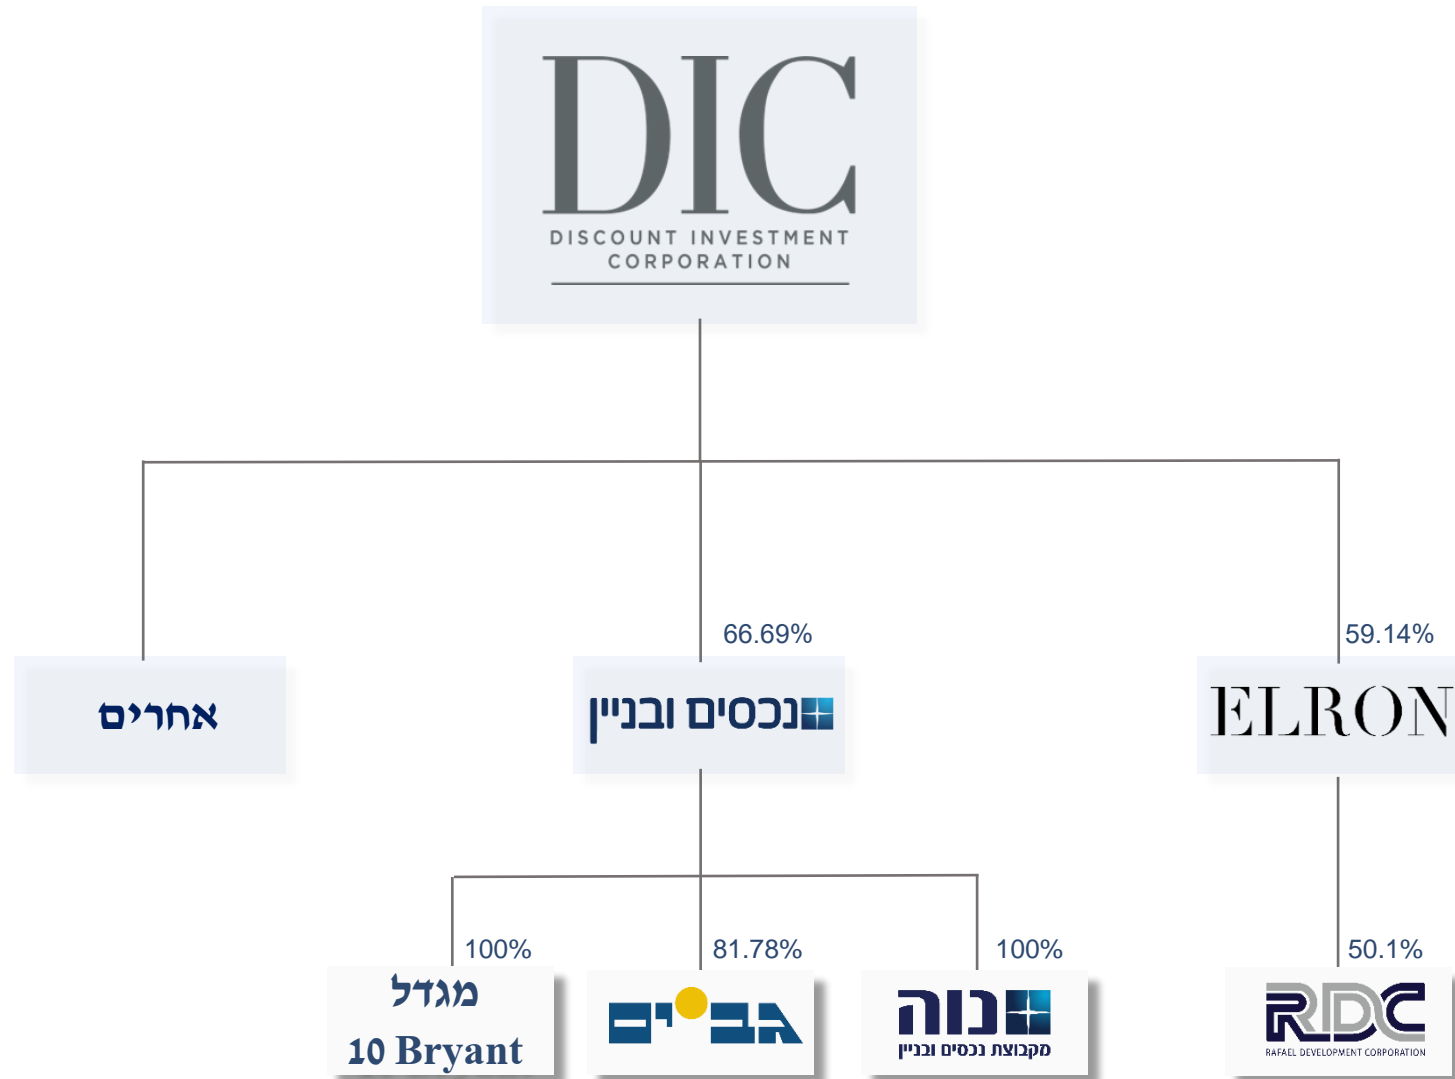 DIC
DISCOUNT INVESTMENT
CORPORATION
66.69%
59.14%
אחרים
נכסים ובניין
ELRON
100%
81.78%
100%
50.1%
מגדל
10 Bryant
גב־ים
נוה
מקבוצת נכסים ובניין
RDC
RAFAEL DEVELOPMENT CORPORATION